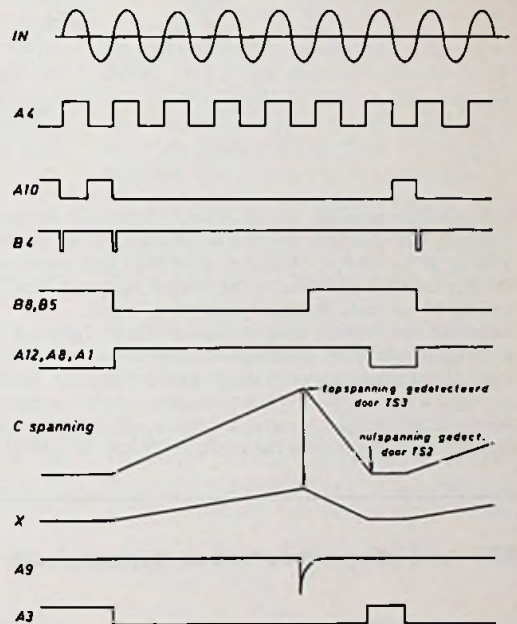 IN
A4
A10
B4
B8,B5
A12, A8, A1
topspanning gedetecteerd
door TS3
C spanning
nulspanning gedect.
door TS2
X
A9
A3